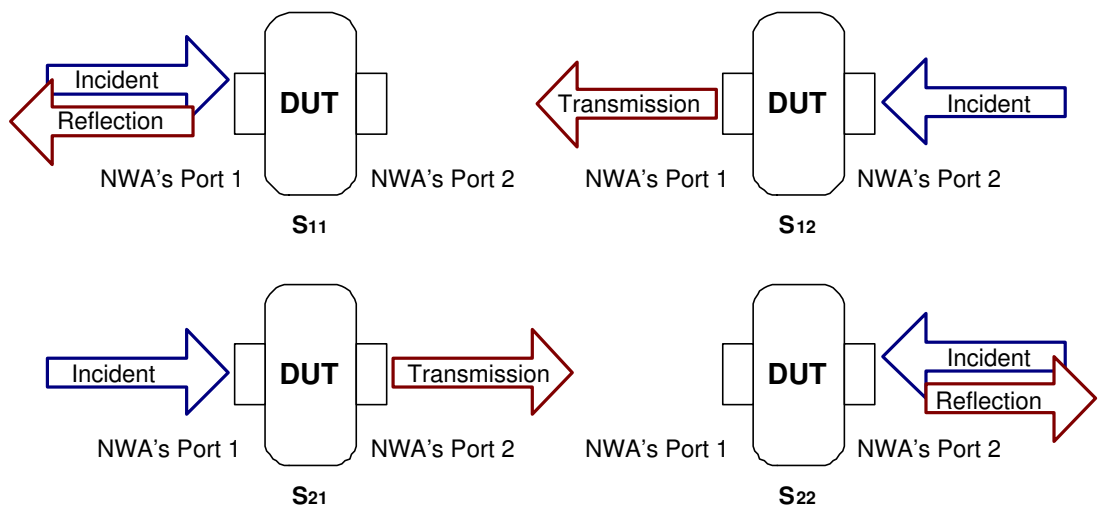 Incident
Reflection
DUT
NWA's Port 1
NWA's Port 2
S11
Transmission
DUT
Incident
NWA's Port 1
NWA's Port 2
S12
Incident
DUT
Transmission
NWA's Port 1
NWA's Port 2
S21
DUT
Incident
Reflection
NWA's Port 1
NWA's Port 2
S22